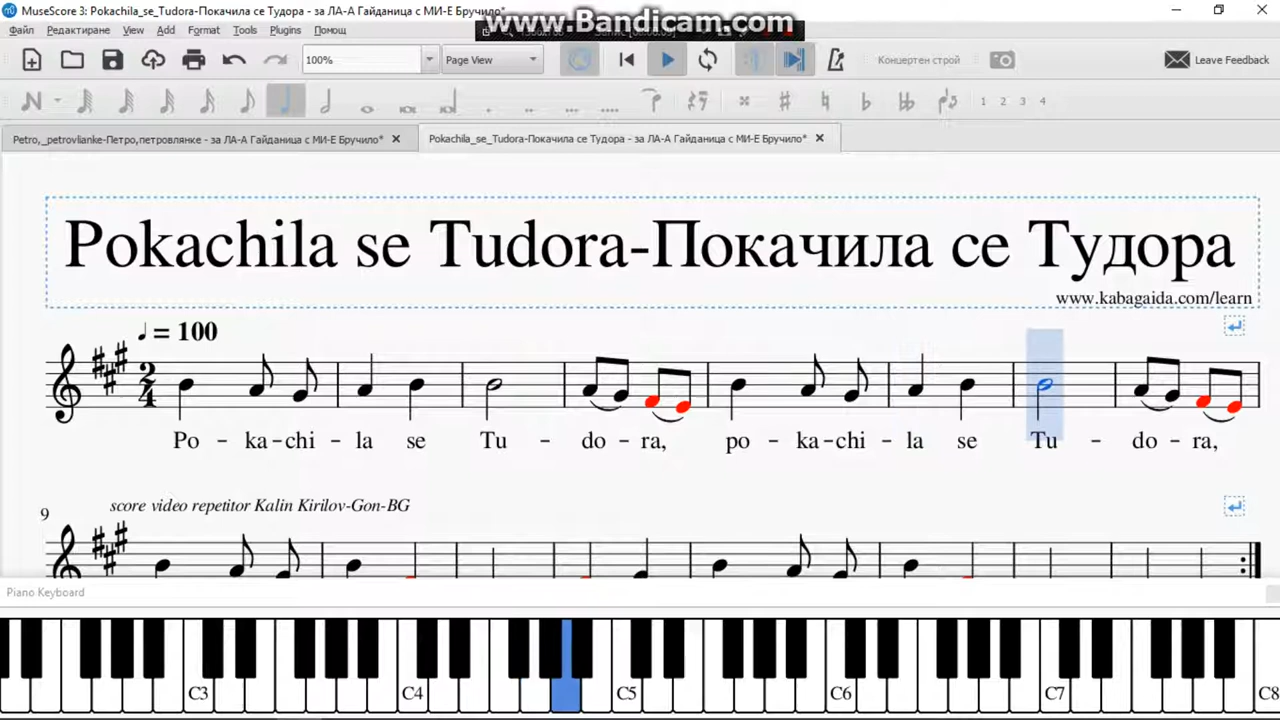 MuseScore 3: Pokachila_se_Tudora-Покачила се Тудора - за ЛА-А Гайданица с МИ-Е Бручило*
www.Bandicam.com
Файл Редактиране View Add Format Tools Plugins Помощ
100% Page View Концертен строй Leave Feedback
1 2 3 4
Petro,_petrovlianke-Петро,петровлянке - за ЛА-А Гайданица с МИ-Е Бручило* Pokachila_se_Tudora-Покачила се Тудора - за ЛА-А Гайданица с МИ-Е Бручило*
Pokachila se Tudora-Покачила се Тудора
www.kabagaida.com/learn
= 100
2
4
Po - ka - chi - la se Tu - do - ra, po - ka - chi - la se Tu - do - ra,
score video repetitor Kalin Kirilov-Gon-BG
9
Piano Keyboard
C3 C4 C5 C6 C7 C8